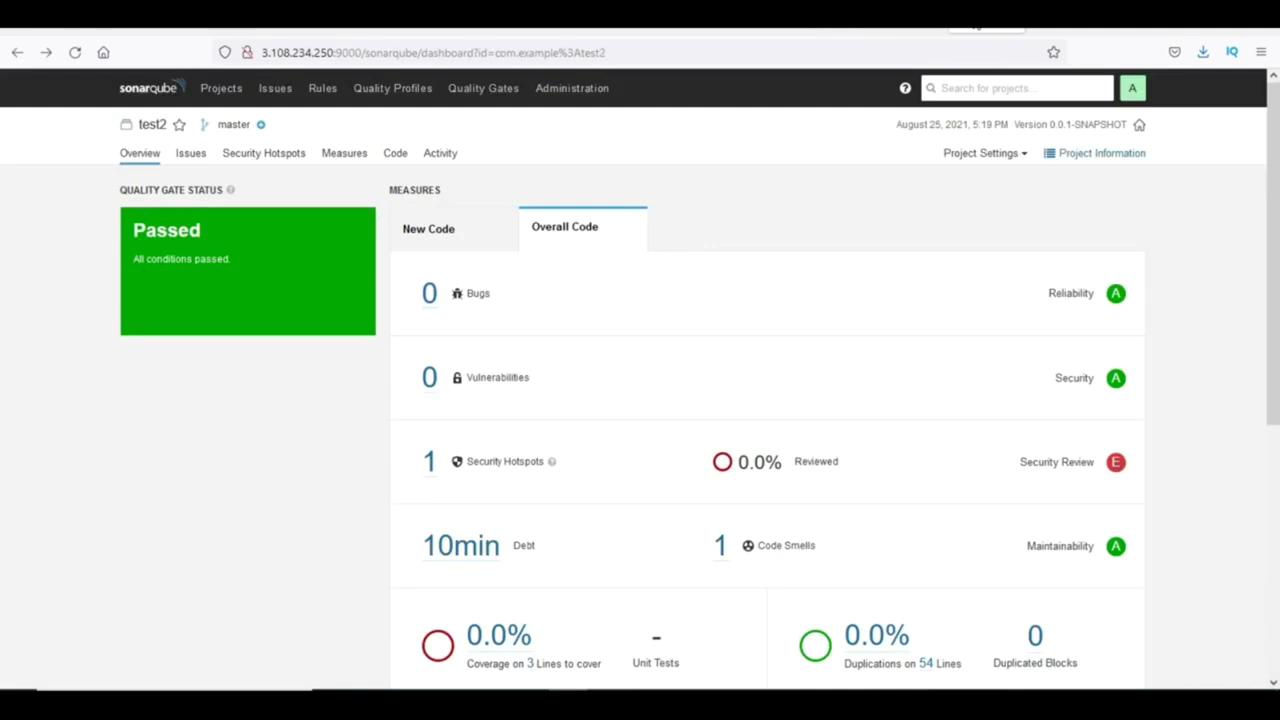 3.108.234.250:9000/sonarqube/dashboard?id=com.example%3Atest2
IQ
sonarqube Projects Issues Rules Quality Profiles Quality Gates Administration Search for projects... A
test2 master August 25, 2021, 5:19 PM Version 0.0.1-SNAPSHOT
Overview Issues Security Hotspots Measures Code Activity Project Settings Project Information
QUALITY GATE STATUS
Passed
All conditions passed.
MEASURES
New Code Overall Code
0 Bugs Reliability A
0 Vulnerabilities Security A
1 Security Hotspots 0.0% Reviewed Security Review E
10min Debt 1 Code Smells Maintainability A
0.0% - 0.0% 0
Coverage on 3 Lines to cover Unit Tests Duplications on 54 Lines Duplicated Blocks